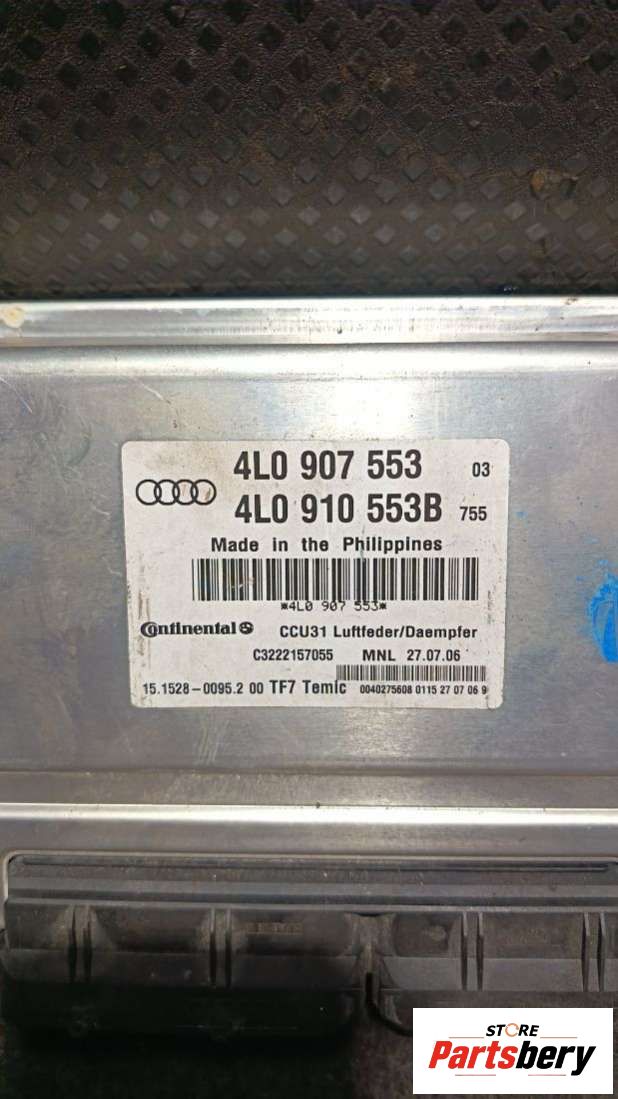 4L0 907 553 03
4L0 910 553B 755
Made in the Philippines
*4L0 907 553*
Continental CCU31 Luftfeder/Daempfer
C3222157055 MNL 27.07.06
15.1528-0095.2 00 TF7 Temic 0040275608 0115 27 07 06 9
STORE
Partsbery